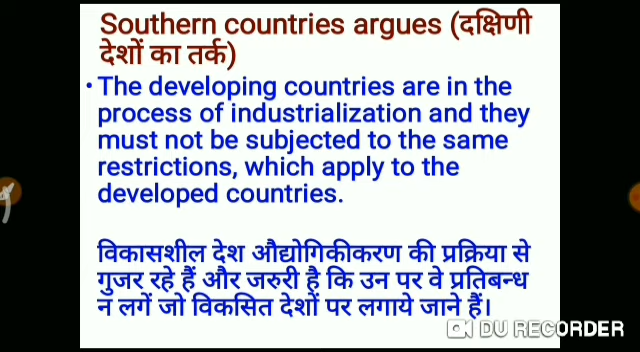 Southern countries argues (दक्षिणी
देशों का तर्क)
• The developing countries are in the
process of industrialization and they
must not be subjected to the same
restrictions, which apply to the
developed countries.
विकासशील देश औद्योगिकीकरण की प्रक्रिया से
गुजर रहे हैं और जरुरी है कि उन पर वे प्रतिबन्ध
न लगें जो विकसित देशों पर लगाये जाने हैं।
DU RECORDER